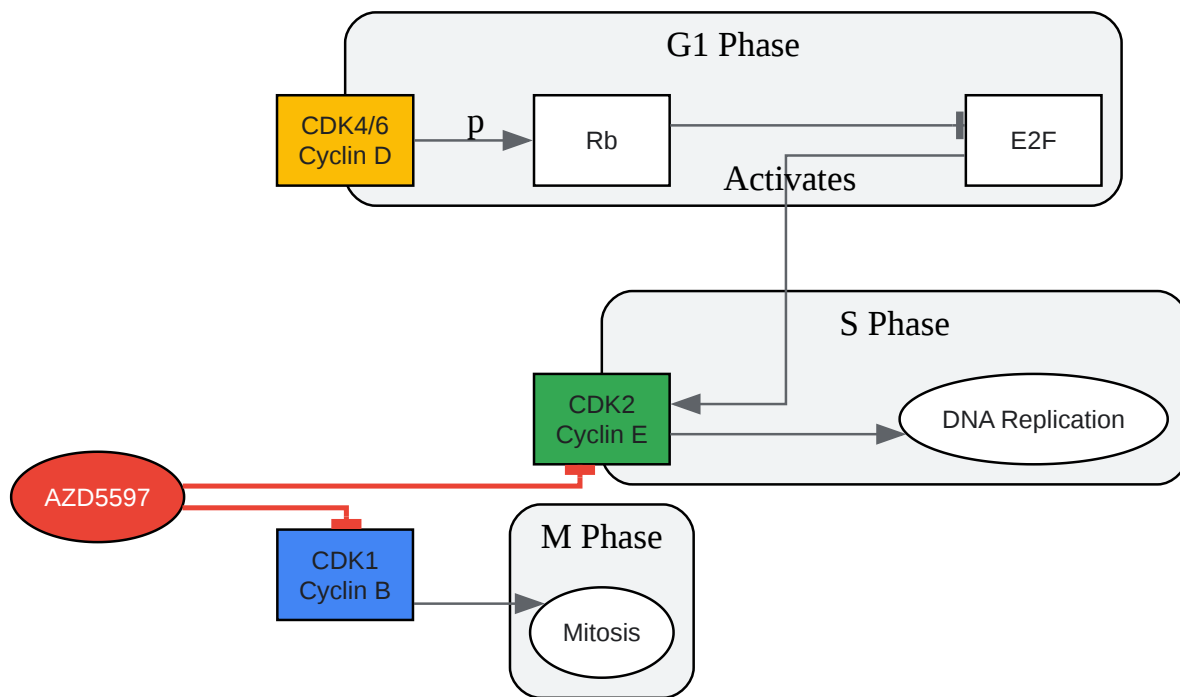 G1 Phase
CDK4/6
Cyclin D
p
Rb
E2F
Activates
S Phase
CDK2
Cyclin E
DNA Replication
AZD5597
M Phase
CDK1
Cyclin B
Mitosis